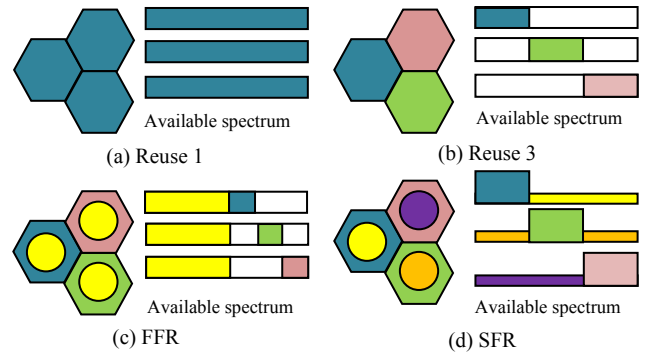 Available spectrum
Available spectrum
(a) Reuse 1
(b) Reuse 3
Available spectrum
Available spectrum
(c) FFR
(d) SFR